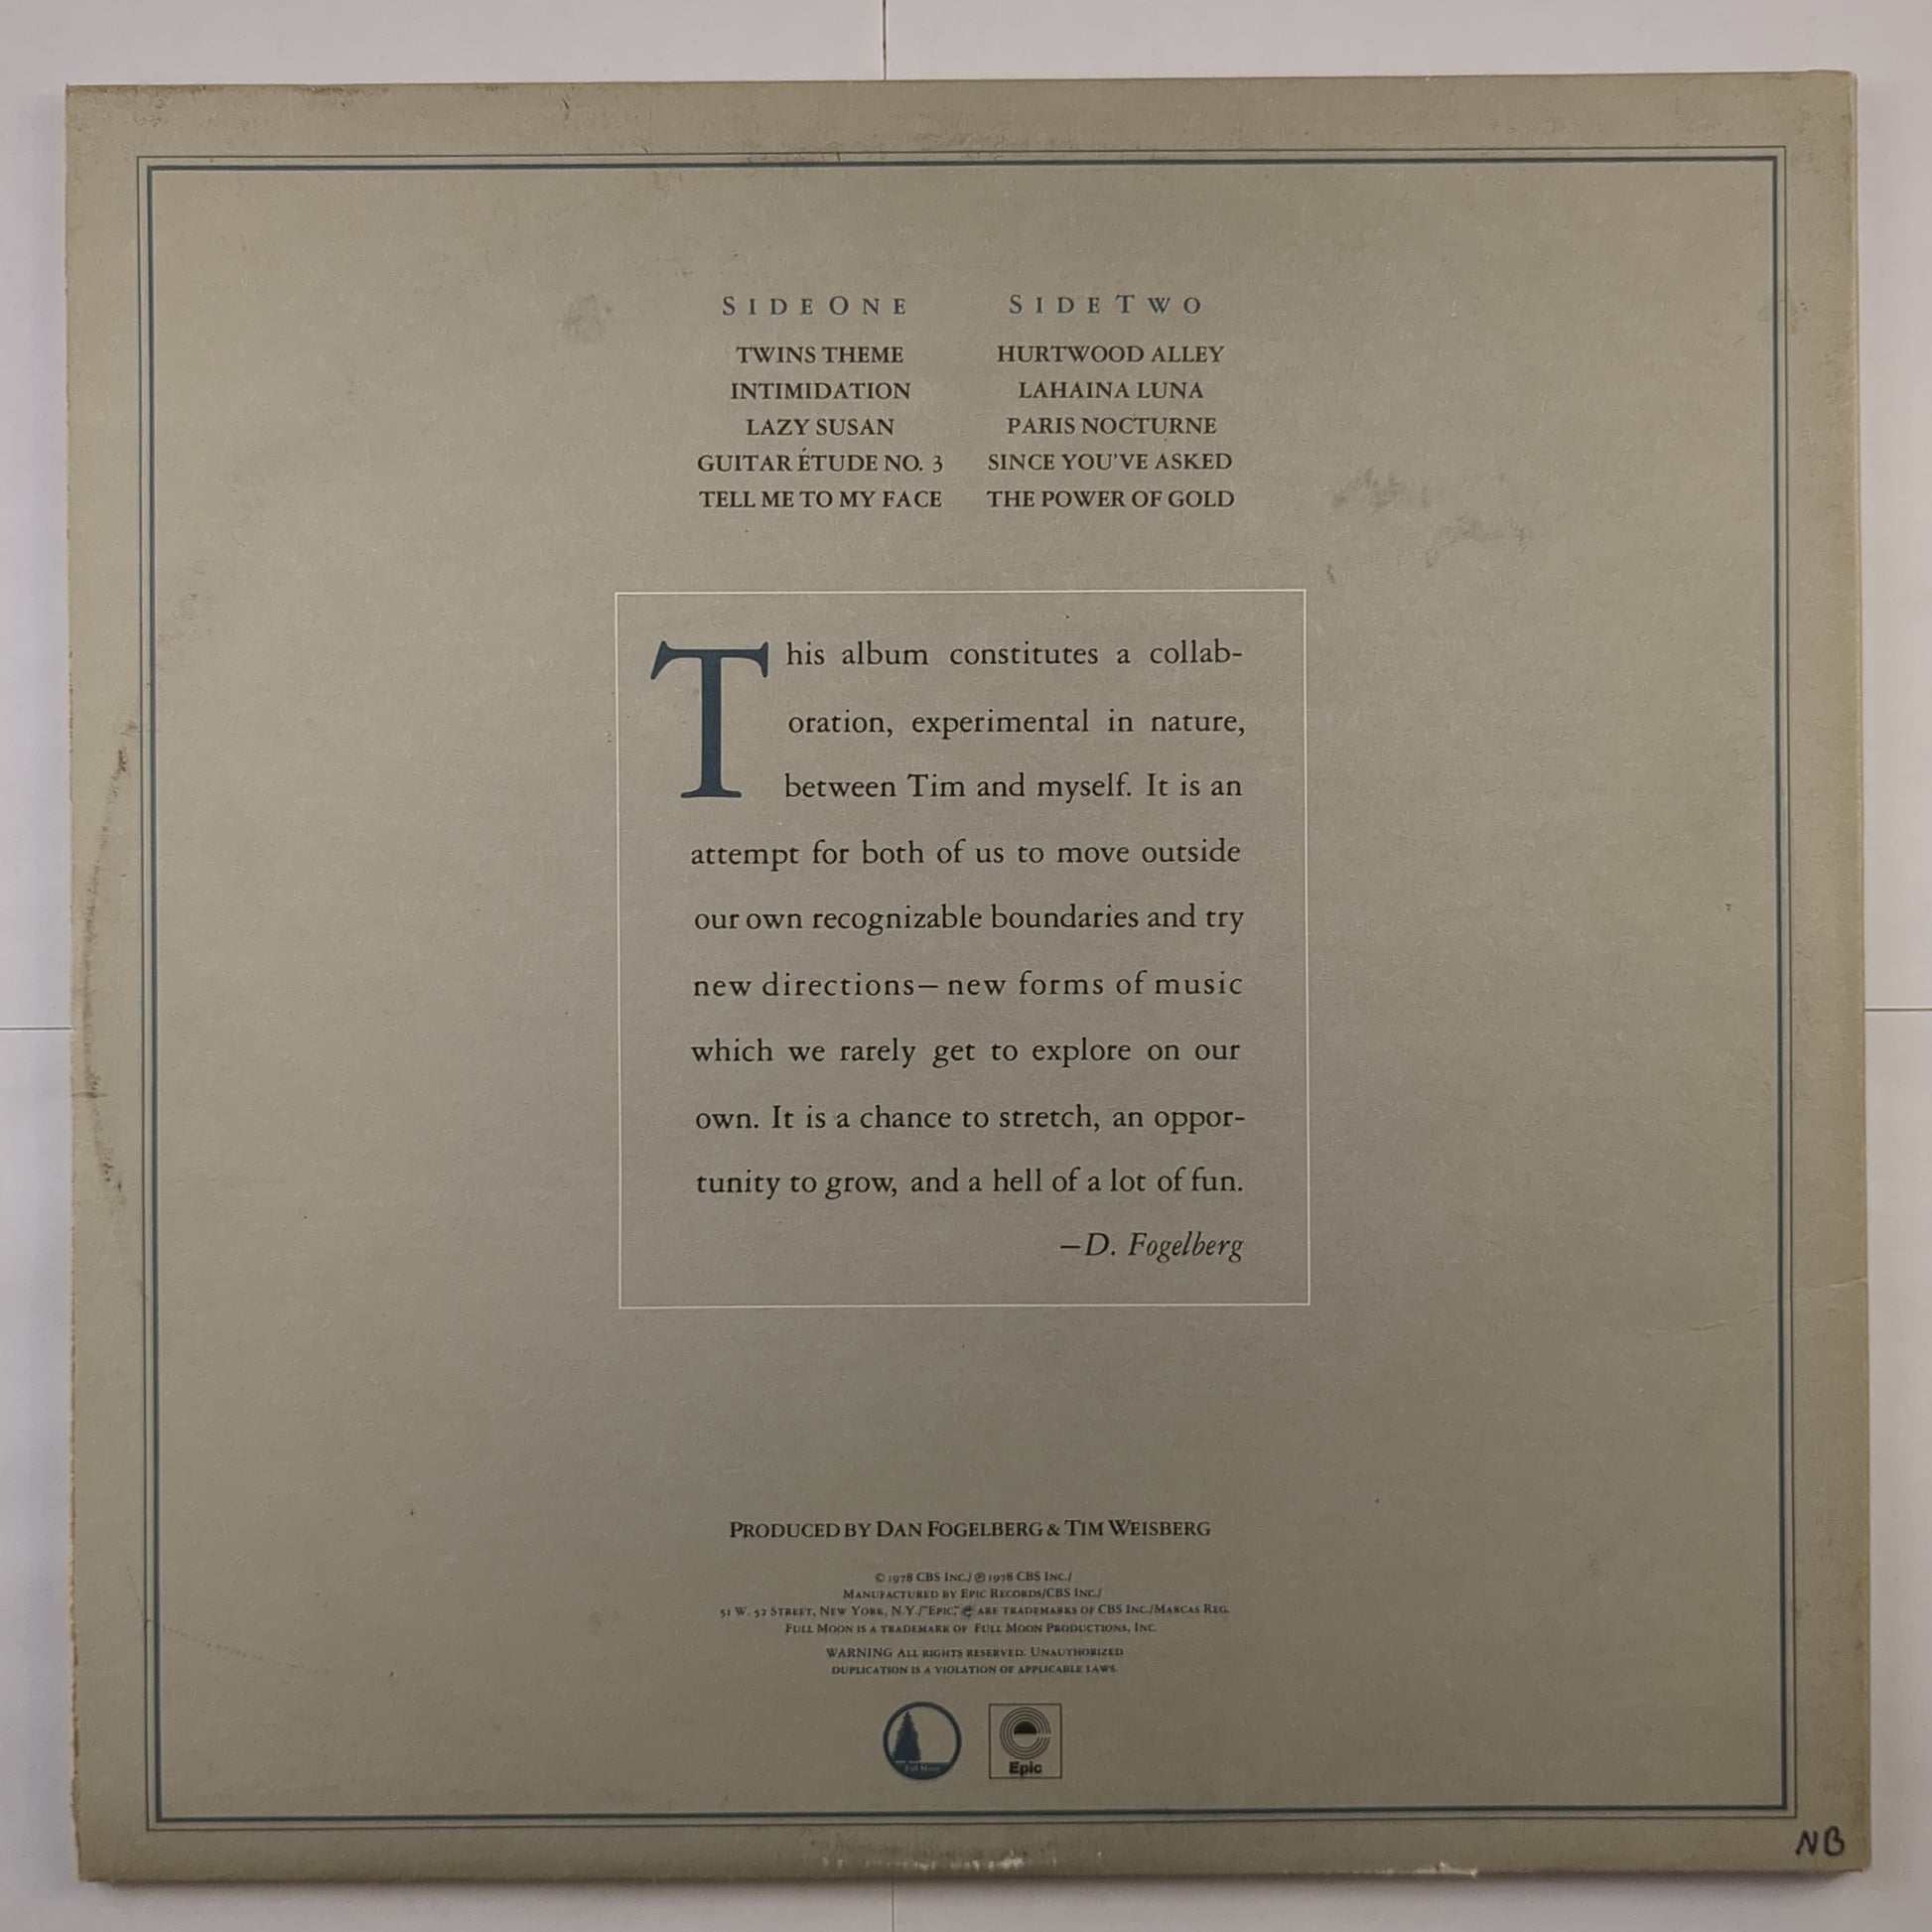 SIDE ONE
TWINS THEME
INTIMIDATION
LAZY SUSAN
GUITAR ÉTUDE NO. 3
TELL ME TO MY FACE
SIDE TWO
HURTWOOD ALLEY
LAHAINA LUNA
PARIS NOCTURNE
SINCE YOU'VE ASKED
THE POWER OF GOLD
This album constitutes a collab-
oration, experimental in nature,
between Tim and myself. It is an
attempt for both of us to move outside
our own recognizable boundaries and try
new directions—new forms of music
which we rarely get to explore on our
own. It is a chance to stretch, an oppor-
tunity to grow, and a hell of a lot of fun.
—D. Fogelberg
PRODUCED BY DAN FOGELBERG & TIM WEISBERG
© 1978 CBS INC./ ℗ 1978 CBS INC./
MANUFACTURED BY EPIC RECORDS/CBS INC./
51 W. 52 STREET, NEW YORK, N.Y./"EPIC," ARE TRADEMARKS OF CBS INC./MARCAS REG.
FULL MOON IS A TRADEMARK OF FULL MOON PRODUCTIONS, INC.
WARNING ALL RIGHTS RESERVED. UNAUTHORIZED
DUPLICATION IS A VIOLATION OF APPLICABLE LAWS.
Full Moon
Epic
NB